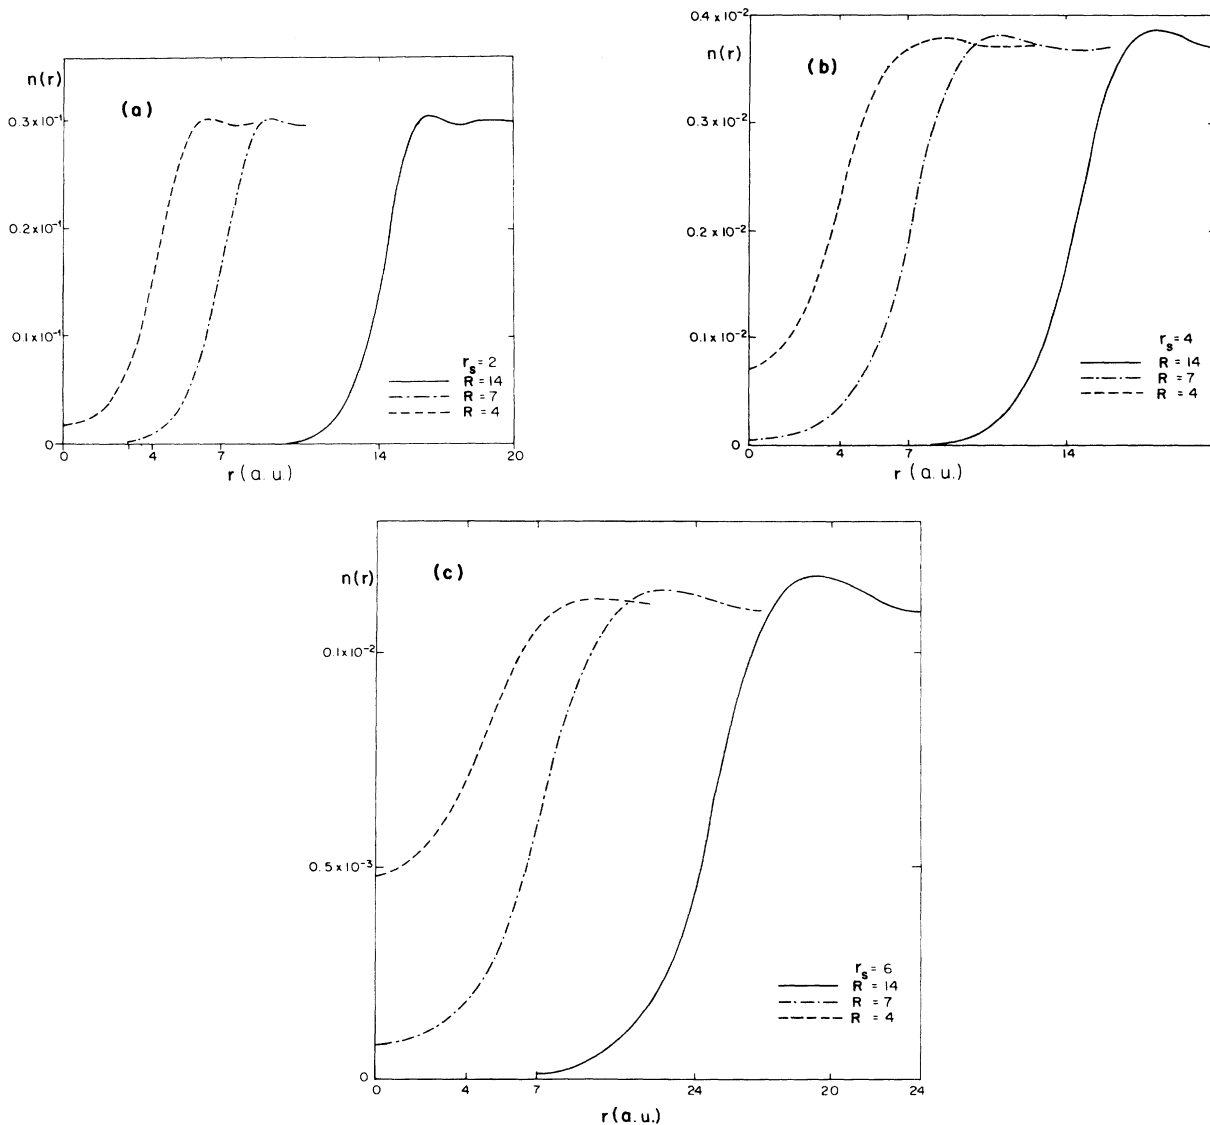 n(r)
(a)
0.3 x 10⁻¹
0.2 x 10⁻¹
0.1 x 10⁻¹
0
rₛ = 2
R = 14
R = 7
R = 4
0 4 7 14 20
r (a.u.)
0.4 x 10⁻²
n(r)
(b)
0.3 x 10⁻²
0.2 x 10⁻²
0.1 x 10⁻²
0
rₛ = 4
R = 14
R = 7
R = 4
0 4 7 14
r (a.u.)
n(r)
(c)
0.1 x 10⁻²
0.5 x 10⁻³
0
rₛ = 6
R = 14
R = 7
R = 4
0 4 7 24 20 24
r (a.u.)